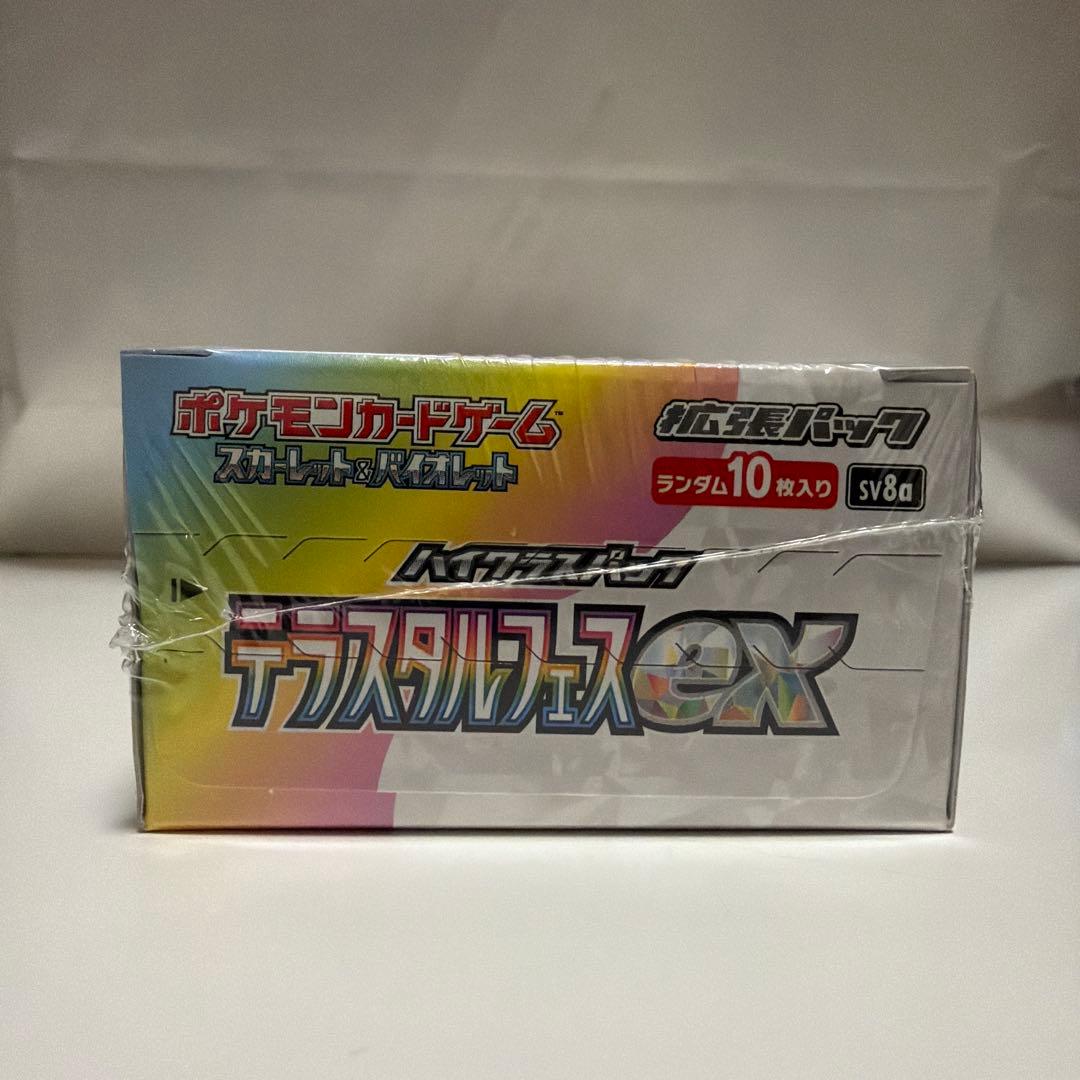 ポケモンカードゲーム™
スカーレット&バイオレット
拡張パック
ランダム10枚入り
SV8a
ハイクラスパック
テラスタルフェスex